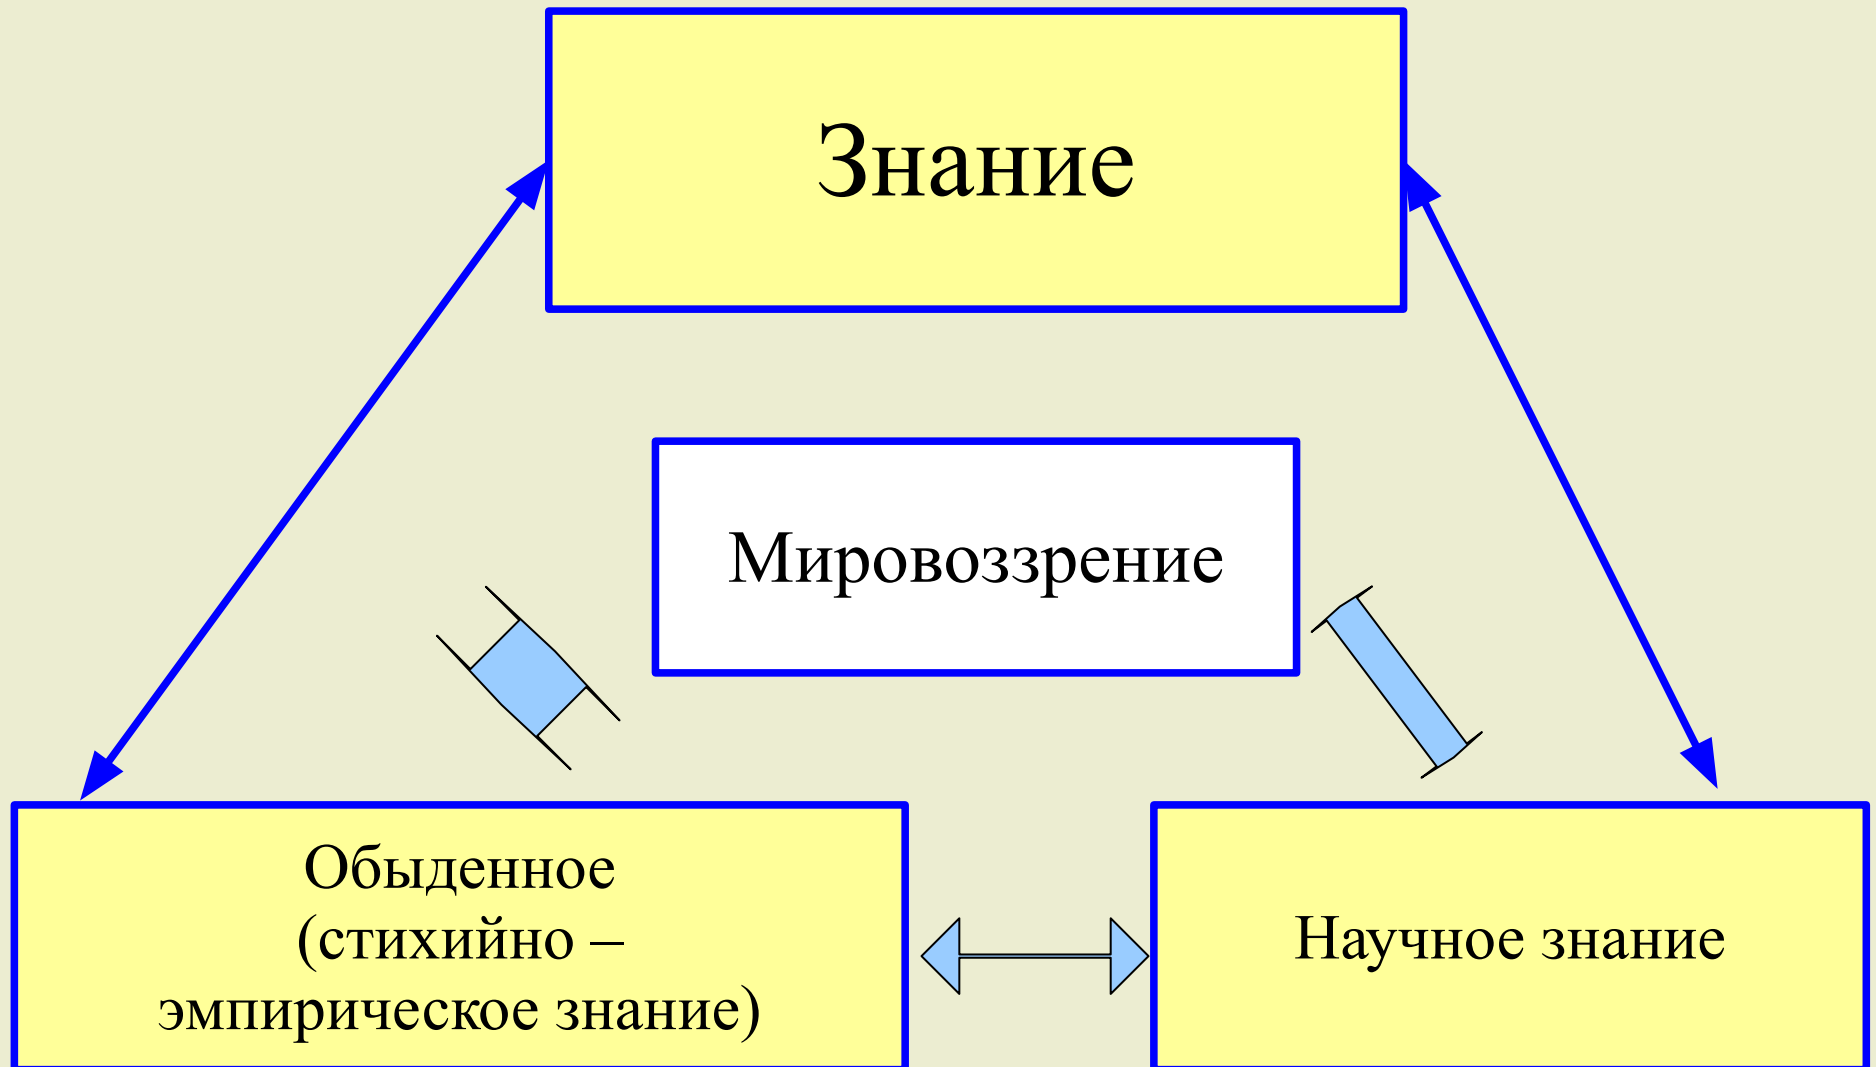 Знание
Мировоззрение
Обыденное
(стихийно –
эмпирическое знание)
Научное знание